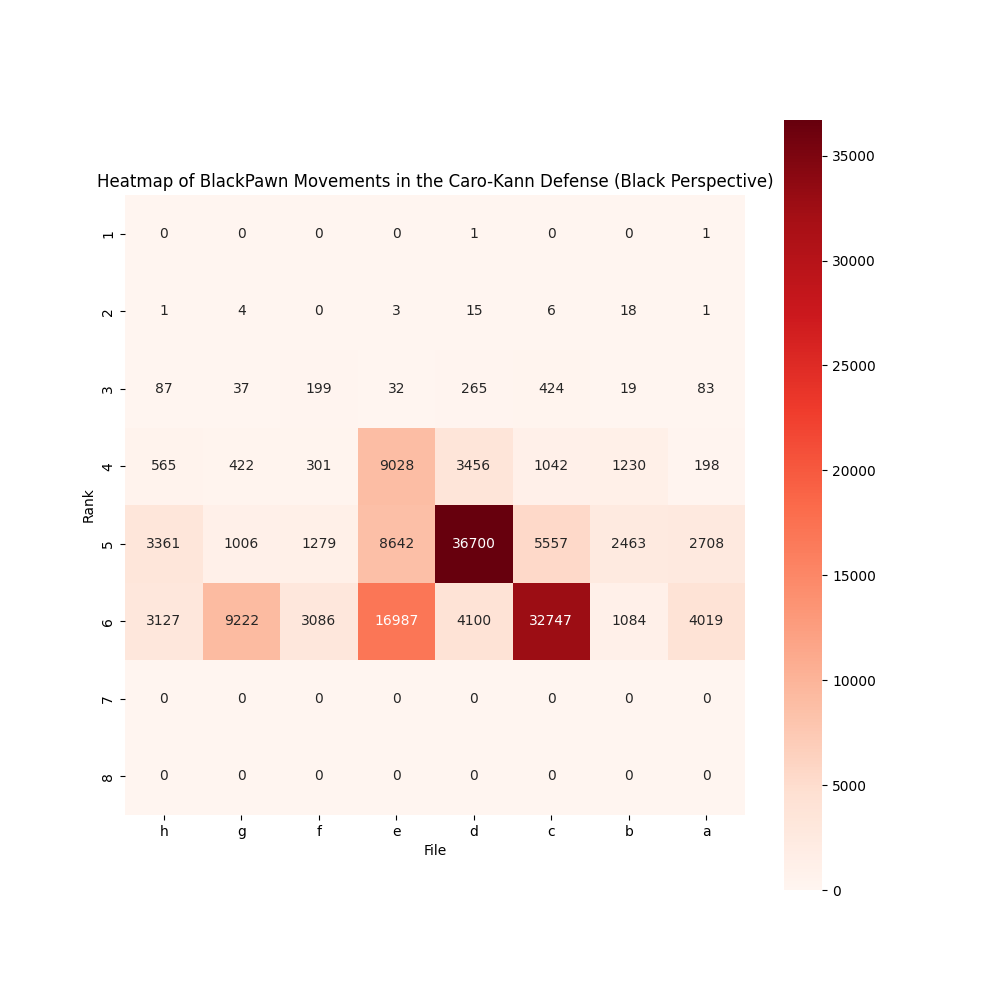 Heatmap of BlackPawn Movements in the Caro-Kann Defense (Black Perspective)
1 0 0 0 0 1 0 0 1
2 1 4 0 3 15 6 18 1
3 87 37 199 32 265 424 19 83
4 565 422 301 9028 3456 1042 1230 198
5 3361 1006 1279 8642 36700 5557 2463 2708
6 3127 9222 3086 16987 4100 32747 1084 4019
7 0 0 0 0 0 0 0 0
8 0 0 0 0 0 0 0 0
h g f e d c b a
Rank
File
35000
30000
25000
20000
15000
10000
5000
0